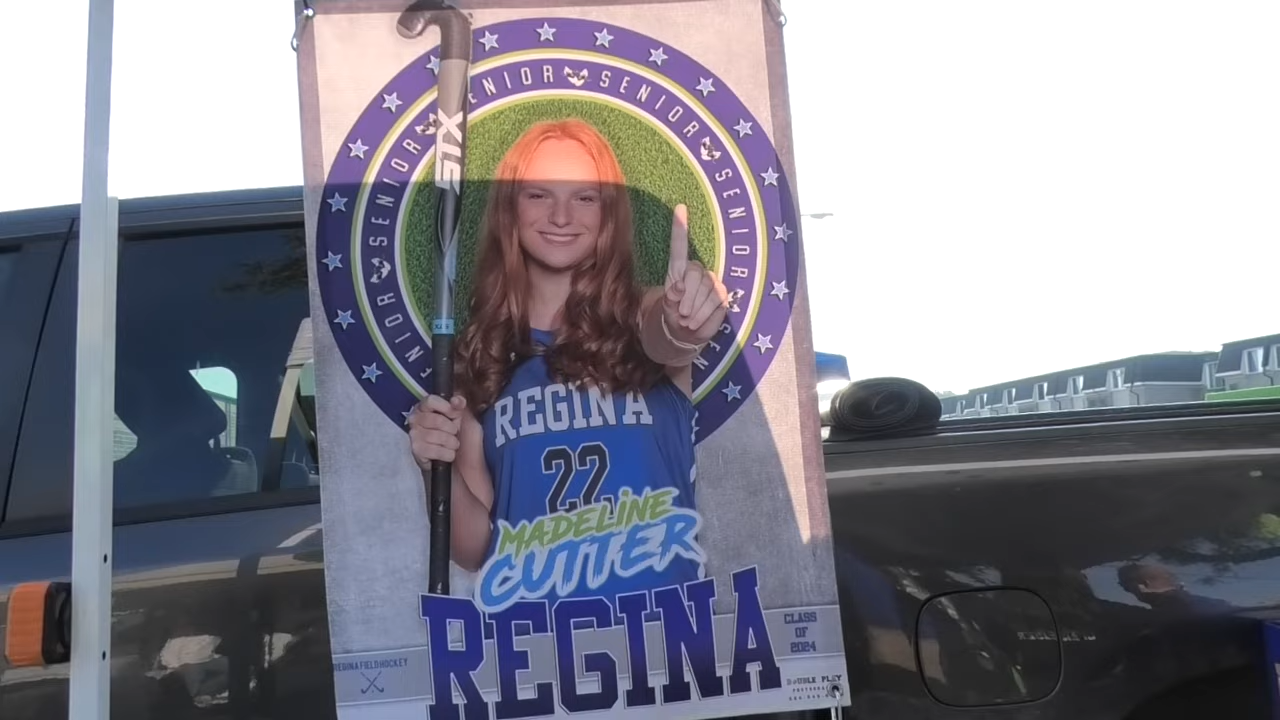 SENIOR SENIOR SENIOR SENIOR SENIOR
STX
REGINA
22
MADELINE
CUTTER
REGINA
CLASS
OF
2024
REGINA FIELD HOCKEY
DOUBLE PLAY